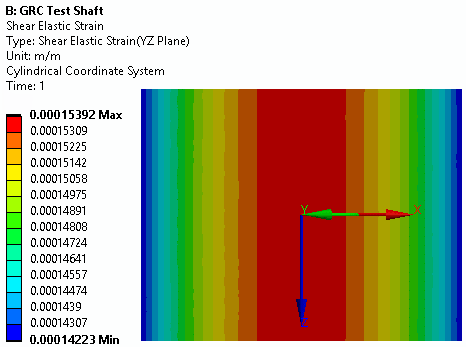 B: GRC Test Shaft
Shear Elastic Strain
Type: Shear Elastic Strain(YZ Plane)
Unit: m/m
Cylindrical Coordinate System
Time: 1
0.00015392 Max
0.00015309
0.00015225
0.00015142
0.00015058
0.00014975
0.00014891
0.00014808
0.00014724
0.00014641
0.00014557
0.00014474
0.0001439
0.00014307
0.00014223 Min
Y
X
Z